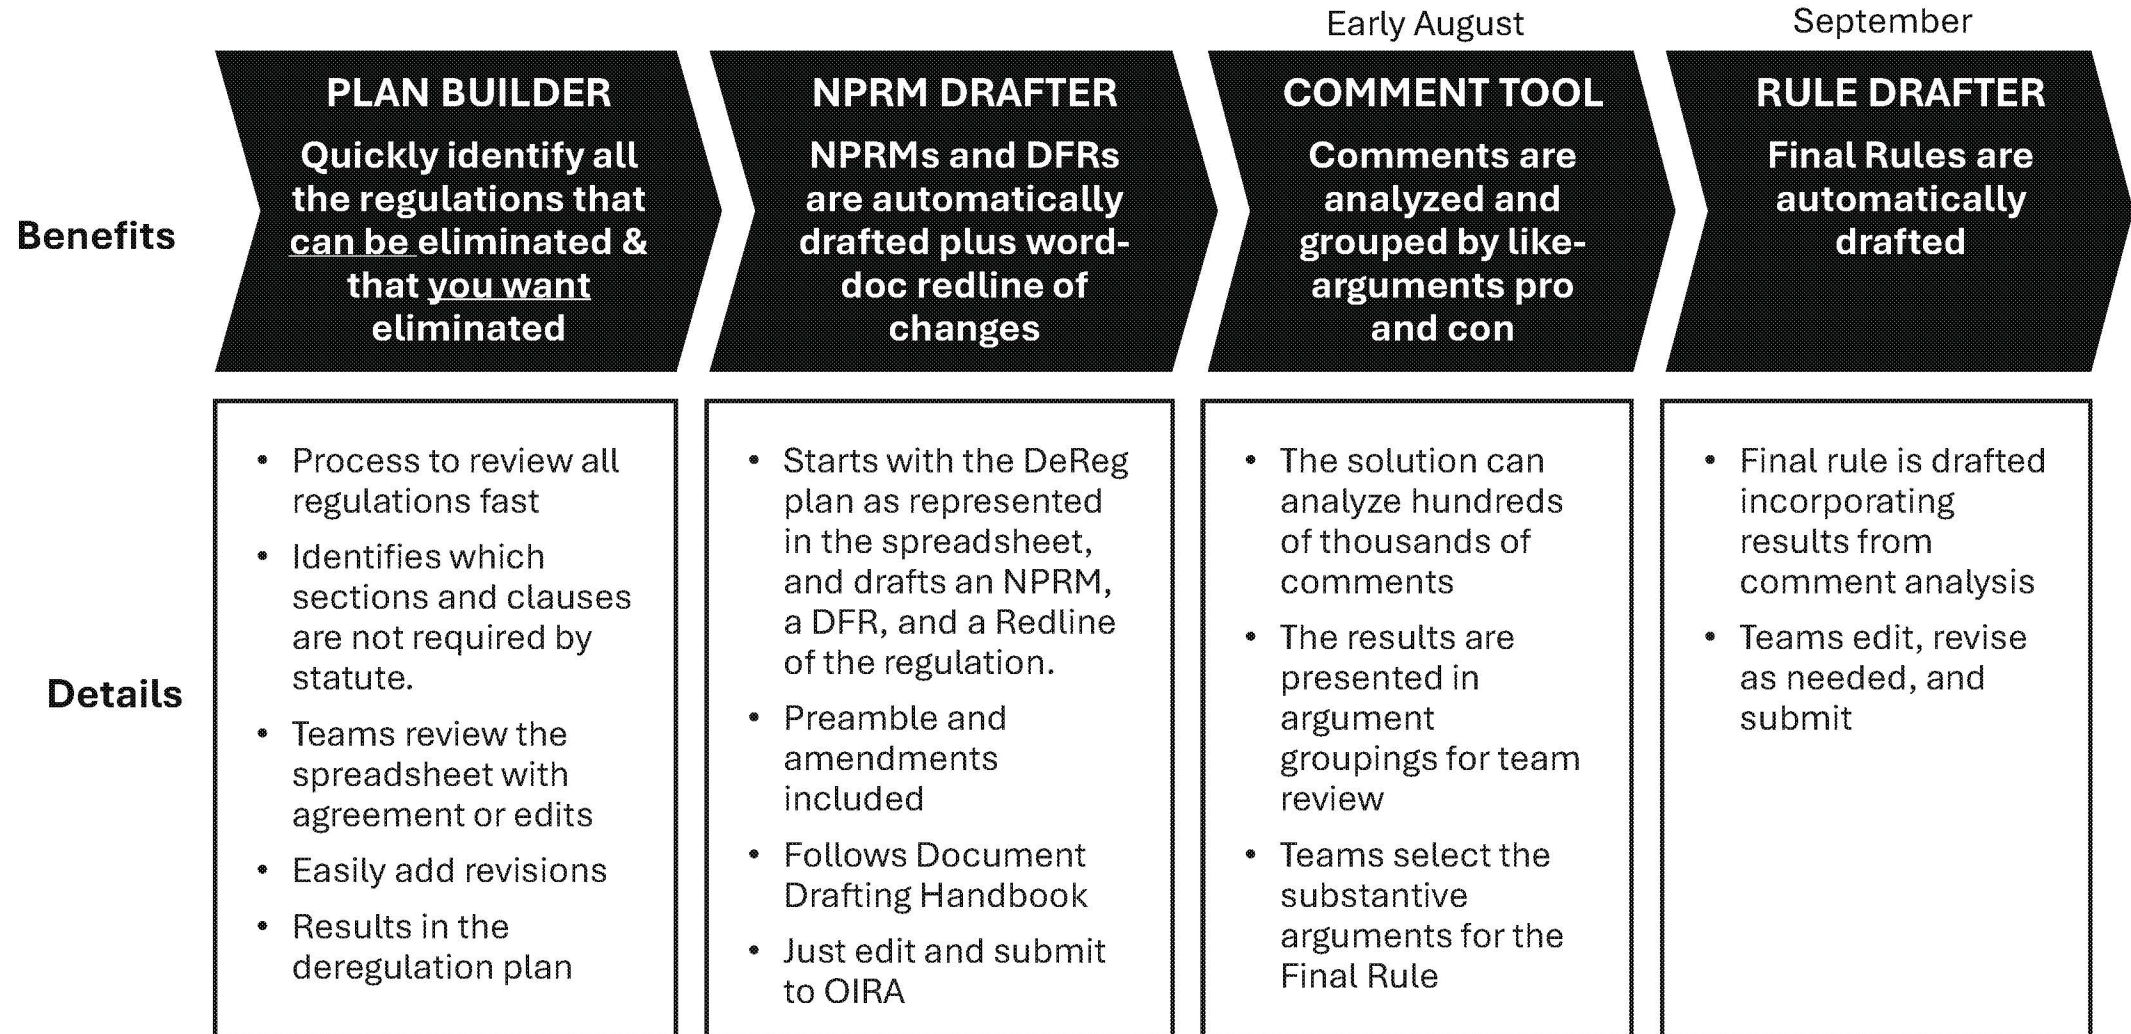 Early August
September
PLAN BUILDER
Quickly identify all
the regulations that
can be eliminated &
that you want
eliminated
NPRM DRAFTER
NPRMs and DFRs
are automatically
drafted plus word-
doc redline of
changes
COMMENT TOOL
Comments are
analyzed and
grouped by like-
arguments pro
and con
RULE DRAFTER
Final Rules are
automatically
drafted
Benefits
Details
• Process to review all
regulations fast
• Identifies which
sections and clauses
are not required by
statute.
• Teams review the
spreadsheet with
agreement or edits
• Easily add revisions
• Results in the
deregulation plan
• Starts with the DeReg
plan as represented
in the spreadsheet,
and drafts an NPRM,
a DFR, and a Redline
of the regulation.
• Preamble and
amendments
included
• Follows Document
Drafting Handbook
• Just edit and submit
to OIRA
• The solution can
analyze hundreds
of thousands of
comments
• The results are
presented in
argument
groupings for team
review
• Teams select the
substantive
arguments for the
Final Rule
• Final rule is drafted
incorporating
results from
comment analysis
• Teams edit, revise
as needed, and
submit